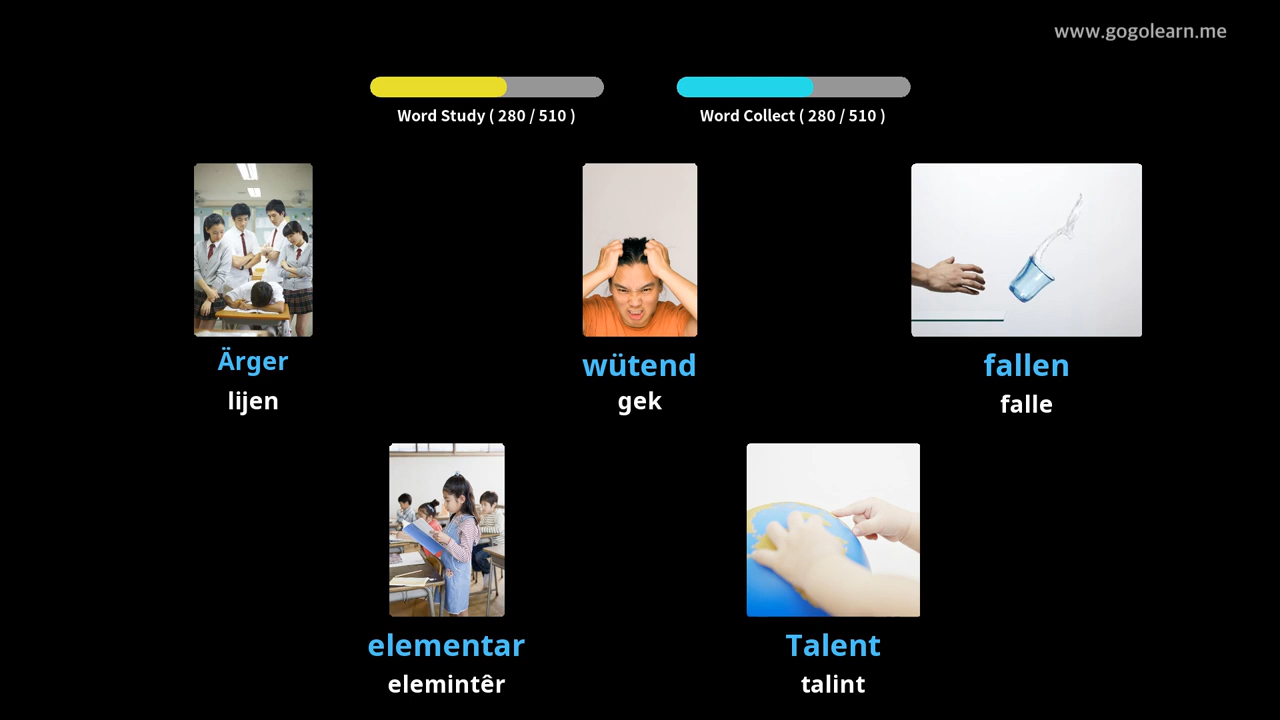 www.gogolearn.me
Word Study ( 280 / 510 )
Word Collect ( 280 / 510 )
Ärger
lijen
wütend
gek
fallen
falle
elementar
elemintêr
Talent
talint